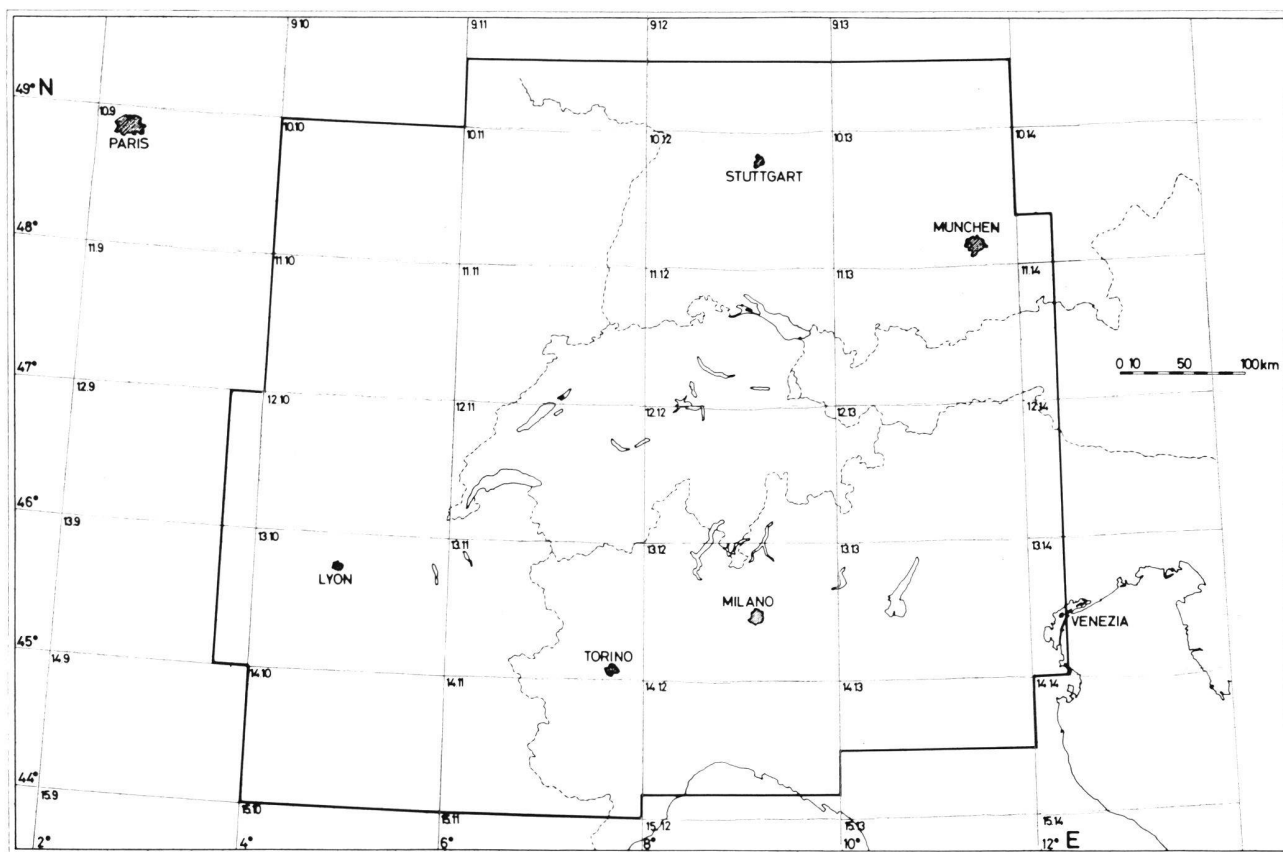 9.10 9.11 9.12 9.13
49° N
10.9 10.10 10.11 10.12 10.13 10.14
PARIS
STUTTGART
MUNCHEN
48°
11.9 11.10 11.11 11.12 11.13 11.14
47°
0 10 50 100 km
12.9 12.10 12.11 12.12 12.13 12.14
46°
13.9 13.10 13.11 13.12 13.13 13.14
LYON
MILANO
VENEZIA
45°
TORINO
14.9 14.10 14.11 14.12 14.13 14.14
44°
15.9 15.10 15.11 15.12 15.13 15.14
2° 4° 6° 8° 10° 12° E